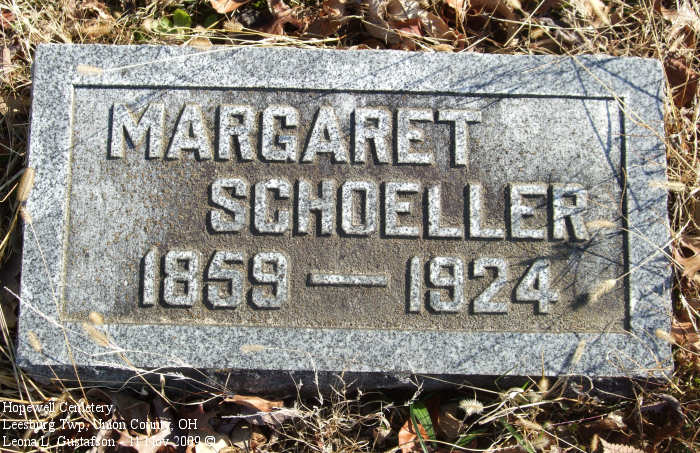 MARGARET
SCHOELLER
1859 — 1924
Hopewell Cemetery,
Leesburg Twp, Union County, OH
Leona L. Gustafson - 11 Nov 2009 ©